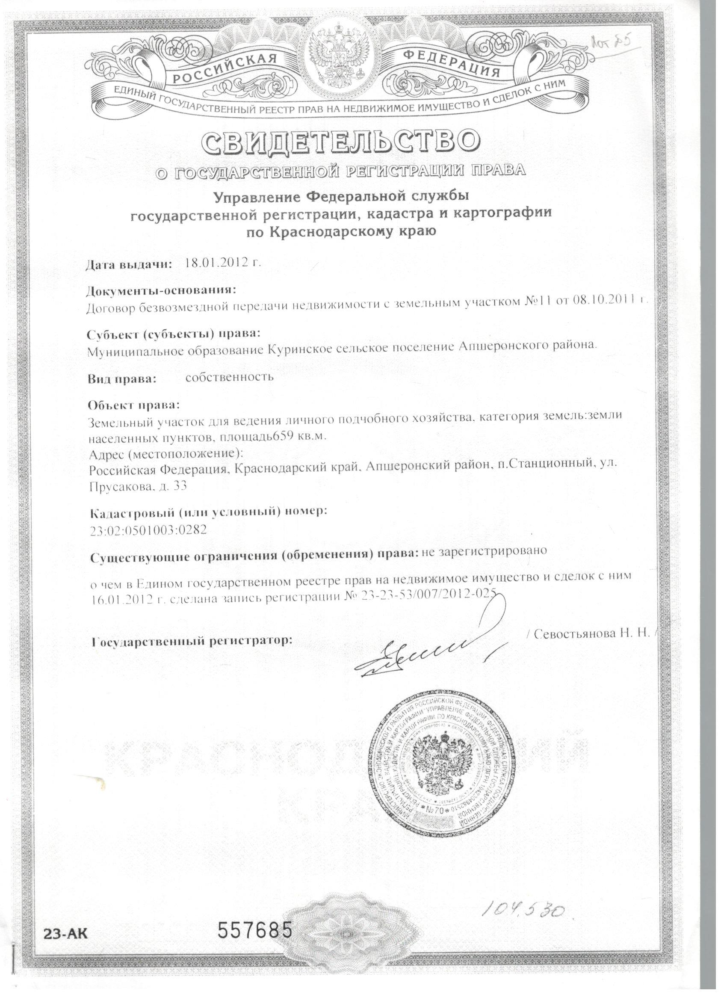 Лот 25
РОССИЙСКАЯ ФЕДЕРАЦИЯ
ЕДИНЫЙ ГОСУДАРСТВЕННЫЙ РЕЕСТР ПРАВ НА НЕДВИЖИМОЕ ИМУЩЕСТВО И СДЕЛОК С НИМ
СВИДЕТЕЛЬСТВО
О ГОСУДАРСТВЕННОЙ РЕГИСТРАЦИИ ПРАВА
Управление Федеральной службы
государственной регистрации, кадастра и картографии
по Краснодарскому краю
Дата выдачи: 18.01.2012 г.
Документы-основания:
Договор безвозмездной передачи недвижимости с земельным участком №11 от 08.10.2011 г.
Субъект (субъекты) права:
Муниципальное образование Куринское сельское поселение Апшеронского района.
Вид права: собственность
Объект права:
Земельный участок для ведения личного подчобного хозяйства, категория земель:земли
населенных пунктов, площадь659 кв.м.
Адрес (местоположение):
Российская Федерация, Краснодарский край, Апшеронский район, п.Станционный, ул.
Прусакова, д. 33
Кадастровый (или условный) номер:
23:02:0501003:0282
Существующие ограничения (обременения) права: не зарегистрировано
о чем в Едином государственном реестре прав на недвижимое имущество и сделок с ним
16.01.2012 г. сделана запись регистрации № 23-23-53/007/2012-025
Государственный регистратор: / Севостьянова Н. Н. /
МИНИСТЕРСТВО ЭКОНОМИЧЕСКОГО РАЗВИТИЯ РОССИЙСКОЙ ФЕДЕРАЦИИ ФЕДЕРАЛЬНАЯ СЛУЖБА ГОСУДАРСТВЕННОЙ
РЕГИСТРАЦИИ, КАДАСТРА И КАРТОГРАФИИ УПРАВЛЕНИЕ ФЕДЕРАЛЬНОЙ СЛУЖБЫ ГОСУДАРСТВЕННОЙ
РЕГИСТРАЦИИ, КАДАСТРА И КАРТОГРАФИИ ПО КРАСНОДАРСКОМУ КРАЮ ОГРН 1042304982510
* №70 *
104.530.
23-АК 557685